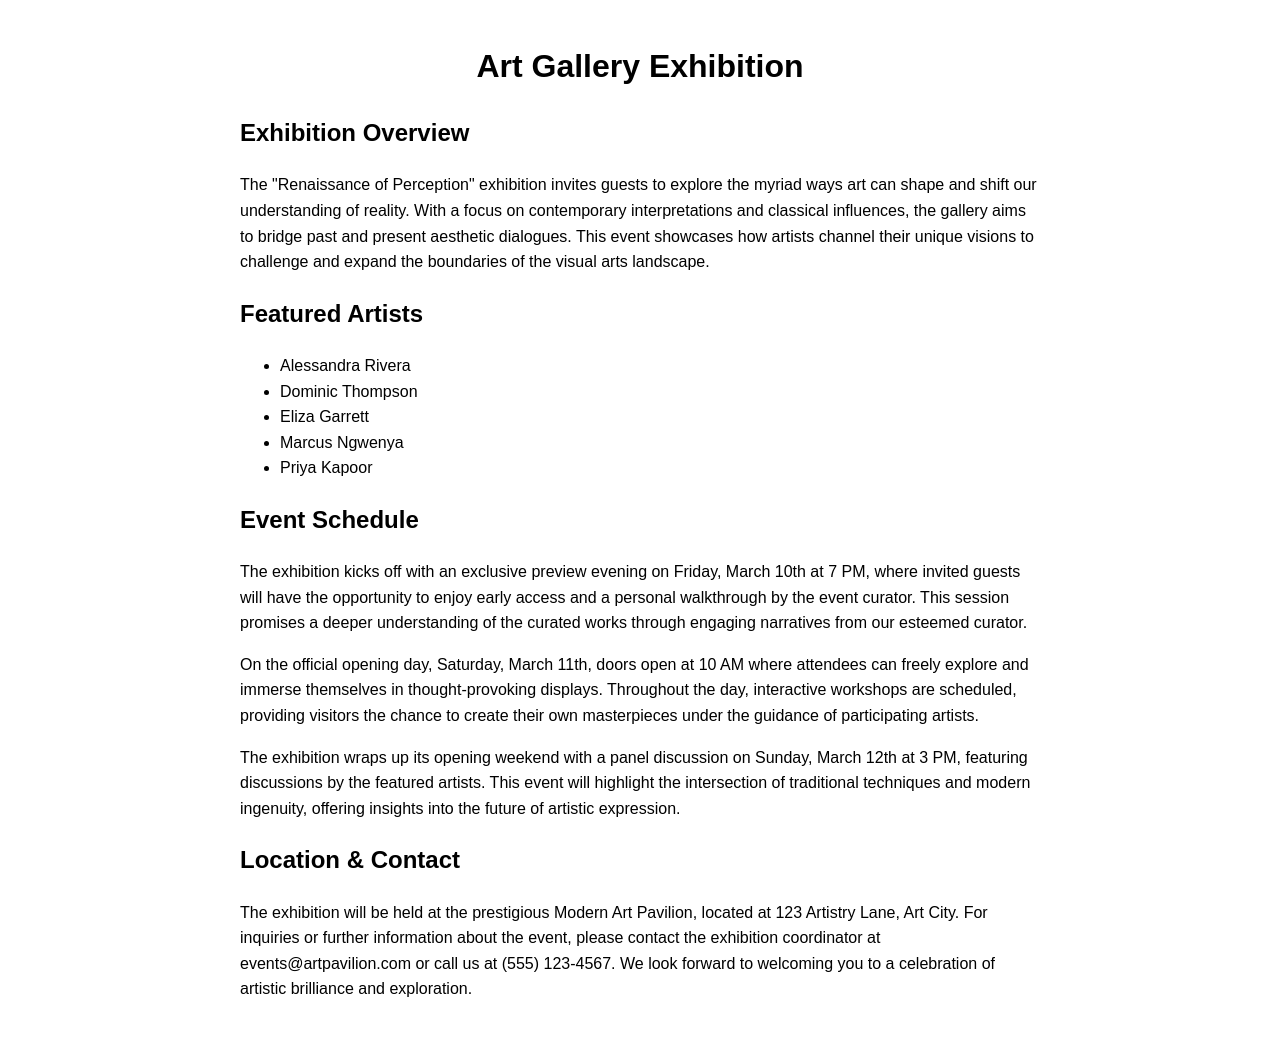 Art Gallery Exhibition
Exhibition Overview
The "Renaissance of Perception" exhibition invites guests to explore the myriad ways art can shape and shift our
understanding of reality. With a focus on contemporary interpretations and classical influences, the gallery aims
to bridge past and present aesthetic dialogues. This event showcases how artists channel their unique visions to
challenge and expand the boundaries of the visual arts landscape.
Featured Artists
• Alessandra Rivera
• Dominic Thompson
• Eliza Garrett
• Marcus Ngwenya
• Priya Kapoor
Event Schedule
The exhibition kicks off with an exclusive preview evening on Friday, March 10th at 7 PM, where invited guests
will have the opportunity to enjoy early access and a personal walkthrough by the event curator. This session
promises a deeper understanding of the curated works through engaging narratives from our esteemed curator.
On the official opening day, Saturday, March 11th, doors open at 10 AM where attendees can freely explore and
immerse themselves in thought-provoking displays. Throughout the day, interactive workshops are scheduled,
providing visitors the chance to create their own masterpieces under the guidance of participating artists.
The exhibition wraps up its opening weekend with a panel discussion on Sunday, March 12th at 3 PM, featuring
discussions by the featured artists. This event will highlight the intersection of traditional techniques and modern
ingenuity, offering insights into the future of artistic expression.
Location & Contact
The exhibition will be held at the prestigious Modern Art Pavilion, located at 123 Artistry Lane, Art City. For
inquiries or further information about the event, please contact the exhibition coordinator at
events@artpavilion.com or call us at (555) 123-4567. We look forward to welcoming you to a celebration of
artistic brilliance and exploration.